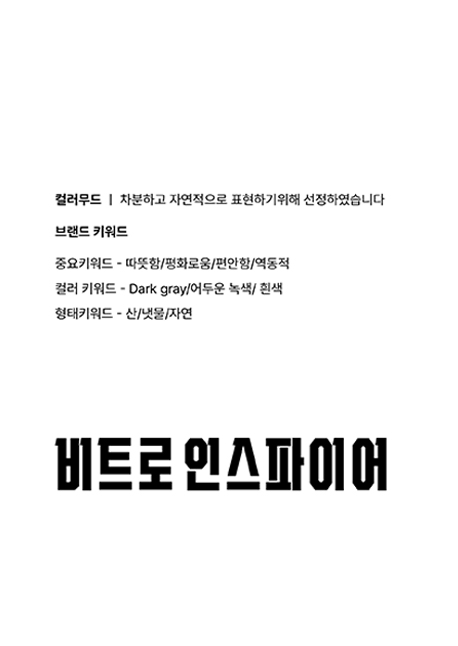 컬러무드 | 차분하고 자연적으로 표현하기위해 선정하였습니다
브랜드 키워드
중요키워드 - 따뜻함/평화로움/편안함/역동적
컬러 키워드 - Dark gray/어두운 녹색/ 흰색
형태키워드 - 산/냇물/자연
비트로 인스파이어